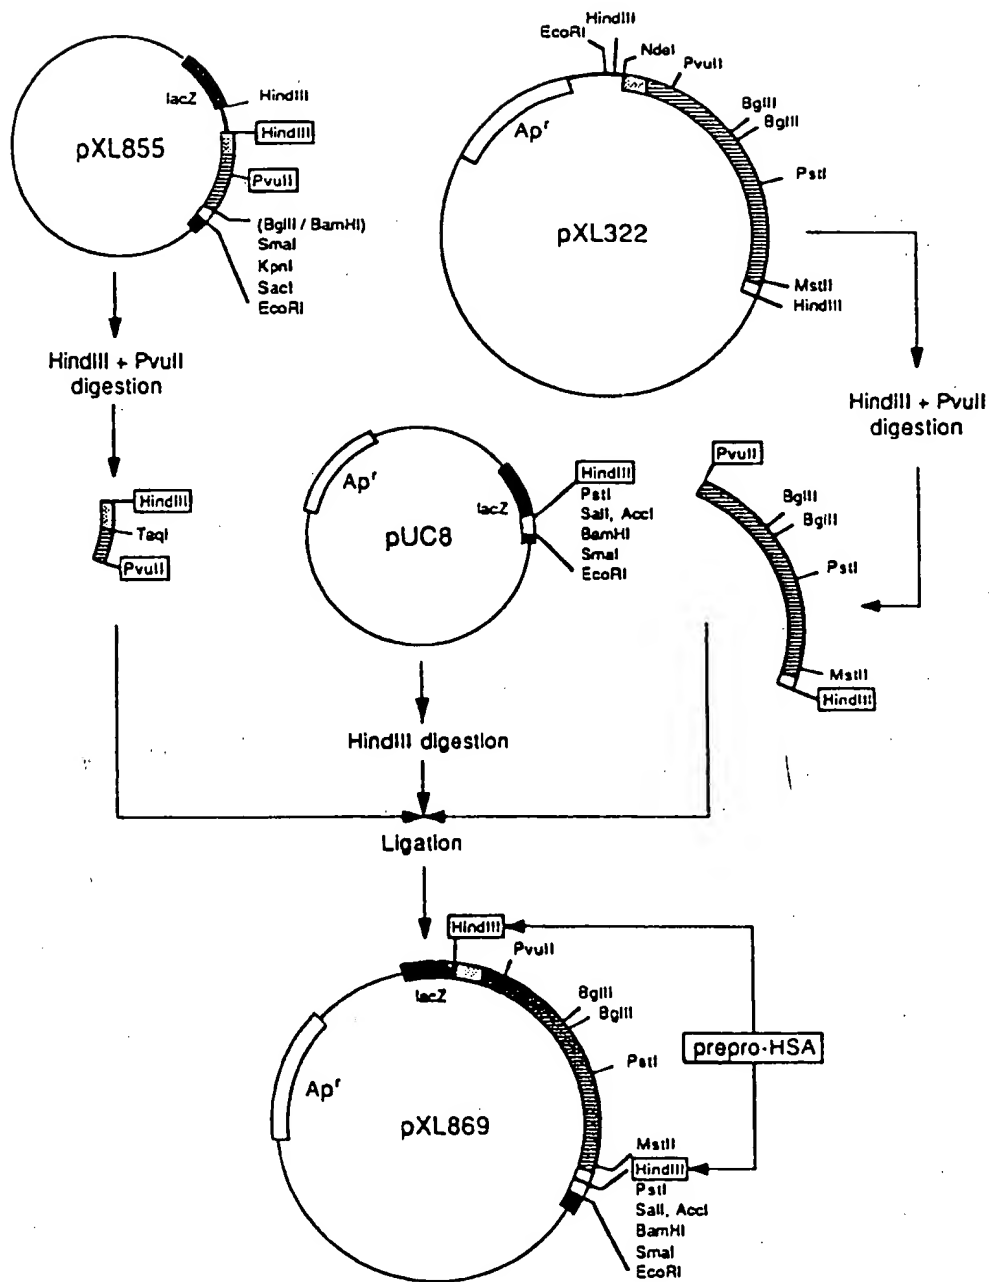 lacZ
HindIII
HindIII
pXL855
PvuII
(BglII / BamHI)
SmaI
KpnI
SacI
EcoRI
HindIII
EcoRI
NdeI
PvuII
Apʳ
BglII
BglII
PstI
pXL322
MstII
HindIII
HindIII + PvuII
digestion
HindIII + PvuII
digestion
HindIII
TaqI
PvuII
Apʳ
lacZ
pUC8
HindIII
PstI
SalI, AccI
BamHI
SmaI
EcoRI
PvuII
BglII
BglII
PstI
MstII
HindIII
HindIII digestion
Ligation
HindIII
PvuII
lacZ
BglII
BglII
PstI
prepro-HSA
Apʳ
pXL869
MstII
HindIII
PstI
SalI, AccI
BamHI
SmaI
EcoRI